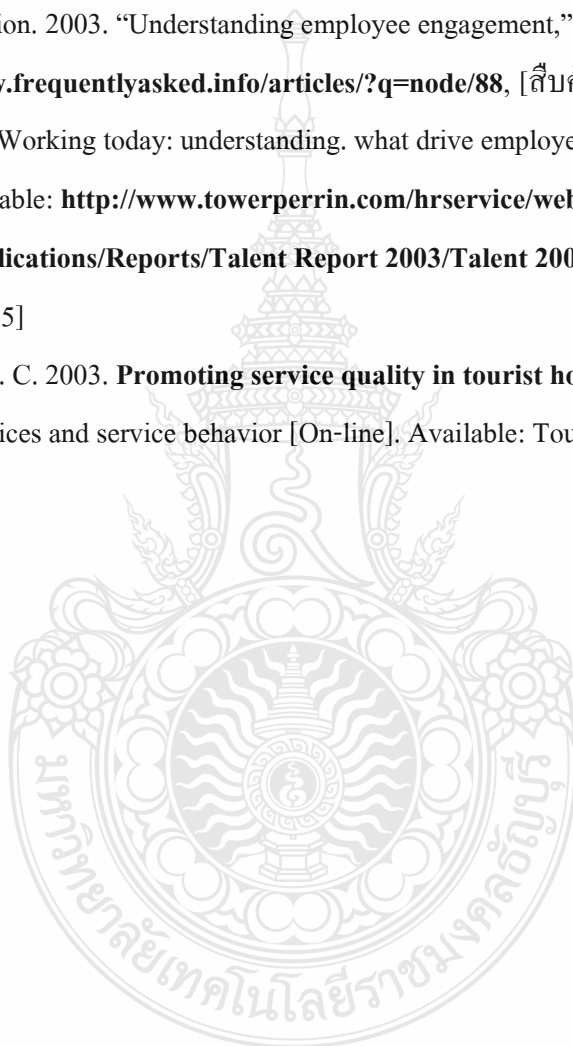 ion. 2003. “Understanding employee engagement,”
.frequentlyasked.info/articles/?q=node/88, [สืบ
Working today: understanding. what drive employe
able: http://www.towerperrin.com/hrservice/web
lications/Reports/Talent Report 2003/Talent 200
5]
. C. 2003. Promoting service quality in tourist ho
ices and service behavior [On-line]. Available: Tou
มหาวิทยาลัยเทคโนโลยีราชมงคลธัญบุรี